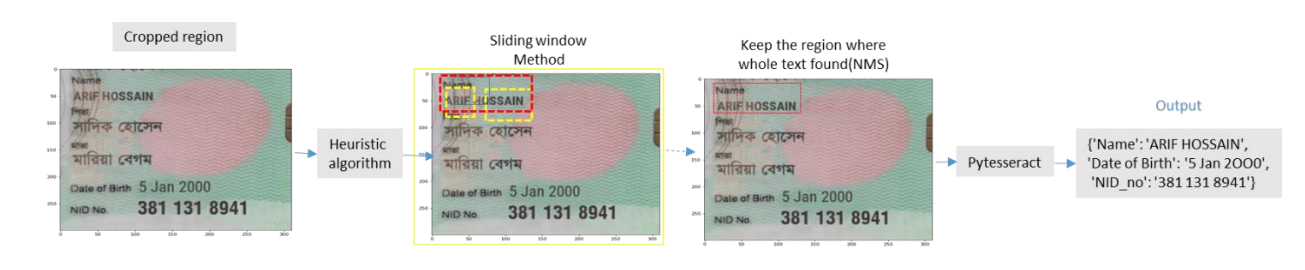 Cropped region
0
50
100
150
200
250
0 50 100 150 200 250 300
Name
ARIF HOSSAIN
পিতা
সাদিক হোসেন
মাতা
মারিয়া বেগম
Date of Birth 5 Jan 2000
NID No. 381 131 8941
Heuristic
algorithm
Sliding window
Method
0
50
100
150
200
250
0 50 100 150 200 250 300
Name
ARIF HOSSAIN
পিতা
সাদিক হোসেন
মাতা
মারিয়া বেগম
Date of Birth 5 Jan 2000
NID No. 381 131 8941
Keep the region where
whole text found(NMS)
0
50
100
150
200
250
0 50 100 150 200 250 300
Name
ARIF HOSSAIN
পিতা
সাদিক হোসেন
মাতা
মারিয়া বেগম
Date of Birth 5 Jan 2000
NID No. 381 131 8941
Pytesseract
Output
{'Name': 'ARIF HOSSAIN',
'Date of Birth': '5 Jan 2OO0',
'NID_no': '381 131 8941'}